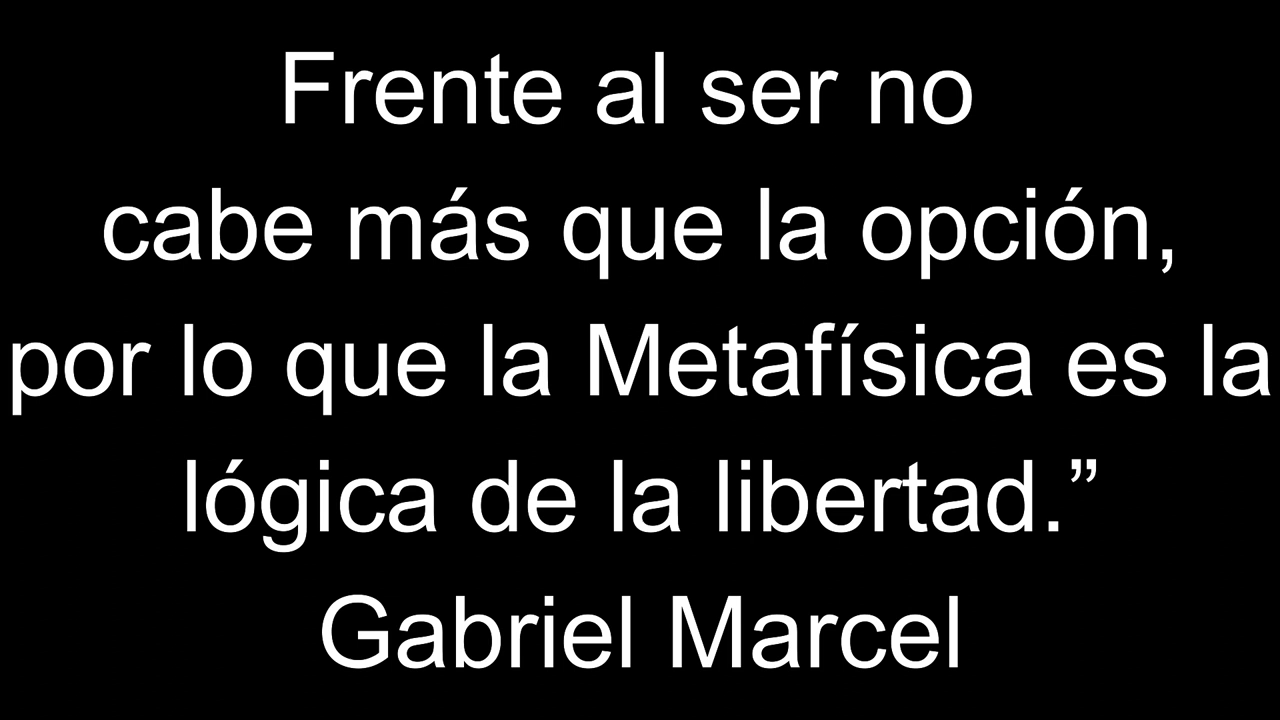 Frente al ser no
cabe más que la opción,
por lo que la Metafísica es la
lógica de la libertad.”
Gabriel Marcel